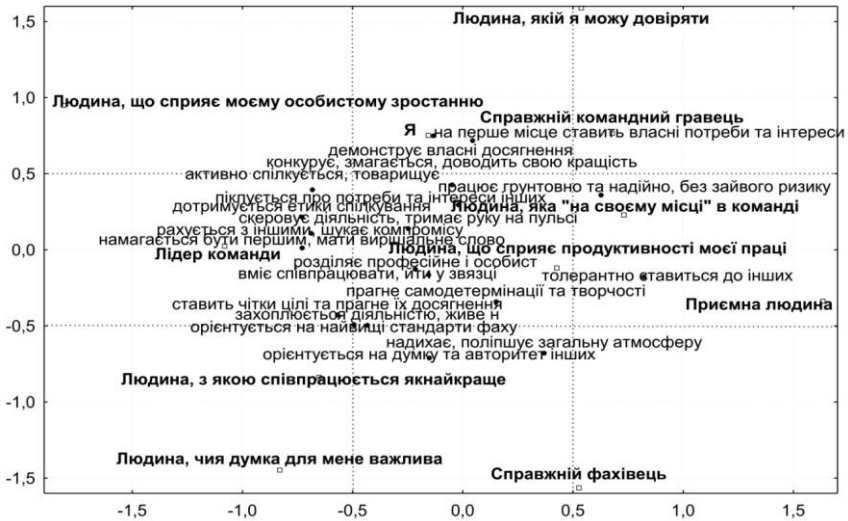 1,5
Людина, якій я можу довіряти
1,0
Людина, що сприяє моєму особистому зростанню
Справжній командний гравець
Я
на перше місце ставить власні потреби та інтереси
демонструє власні досягнення
конкурує, змагається, доводить свою кращість
0,5
активно спілкується, товариує
працює грунтовно та надійно, без зайвого ризику
піклується про потреби та інтереси інших
дотримується етики спілкування
Людина, яка "на своєму місці" в команді
скеровує діяльність, тримає руку на пульсі
рахується з іншими, шукає компромісу
намагається бути першим, мати вирішальне слово
0,0
Людина, що сприяє продуктивності моєї праці
Лідер команди
розділяє професійне і особист
вміє співпрацювати, йти у звязці
толерантно ставиться до інших
прагне самодетермінації та творчості
ставить чітки цілі та прагне їх досягнення
Приємна людина
захоплюється діяльністю, живе н
-0,5
орієнтується на найвищі стандарти фаху
надихає, поліпшує загальну атмосферу
орієнтується на думку та авторитет інших
Людина, з якою співпрацюється якнайкраще
-1,0
Людина, чия думка для мене важлива
Справжній фахівець
-1,5
-1,5 -1,0 -0,5 0,0 0,5 1,0 1,5